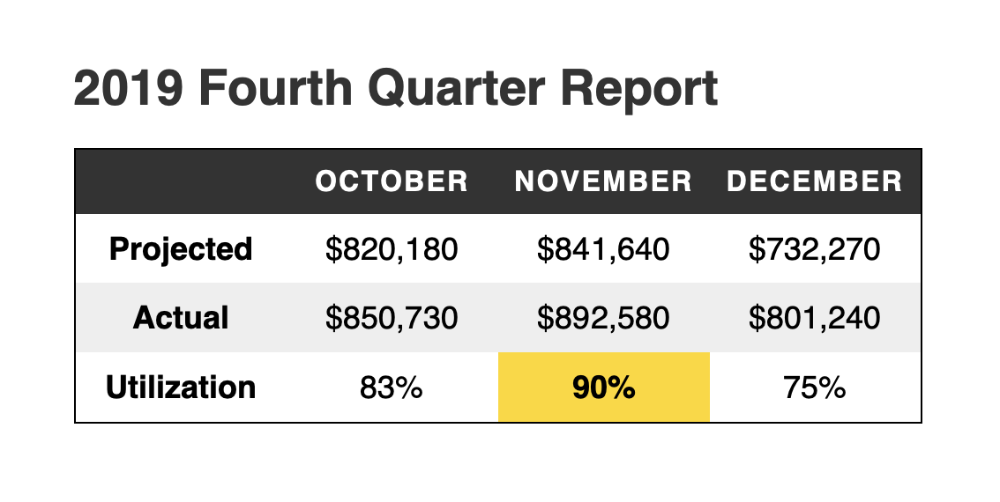 2019 Fourth Quarter Report
OCTOBER NOVEMBER DECEMBER
Projected $820,180 $841,640 $732,270
Actual $850,730 $892,580 $801,240
Utilization 83% 90% 75%